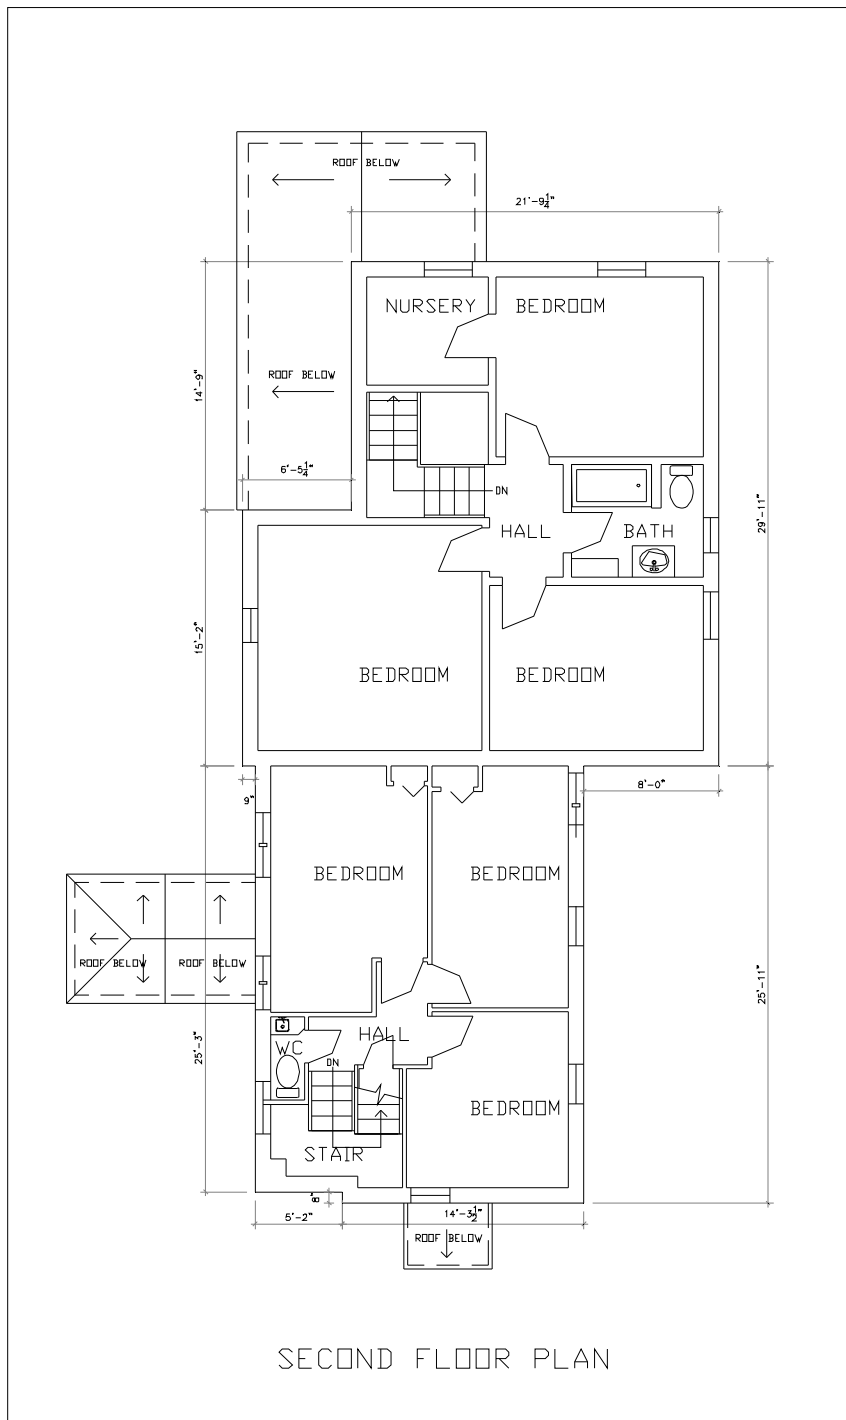 ROOF BELOW
21'-9¼"
NURSERY
BEDROOM
ROOF BELOW
14'-9"
6'-5¼"
DN
HALL
BATH
29'-11"
15'-2"
BEDROOM
BEDROOM
9"
8'-0"
BEDROOM
BEDROOM
ROOF BELOW
ROOF BELOW
25'-11"
25'-3"
WC
HALL
DN
BEDROOM
STAIR
8"
5'-2"
14'-3½"
ROOF BELOW
SECOND FLOOR PLAN